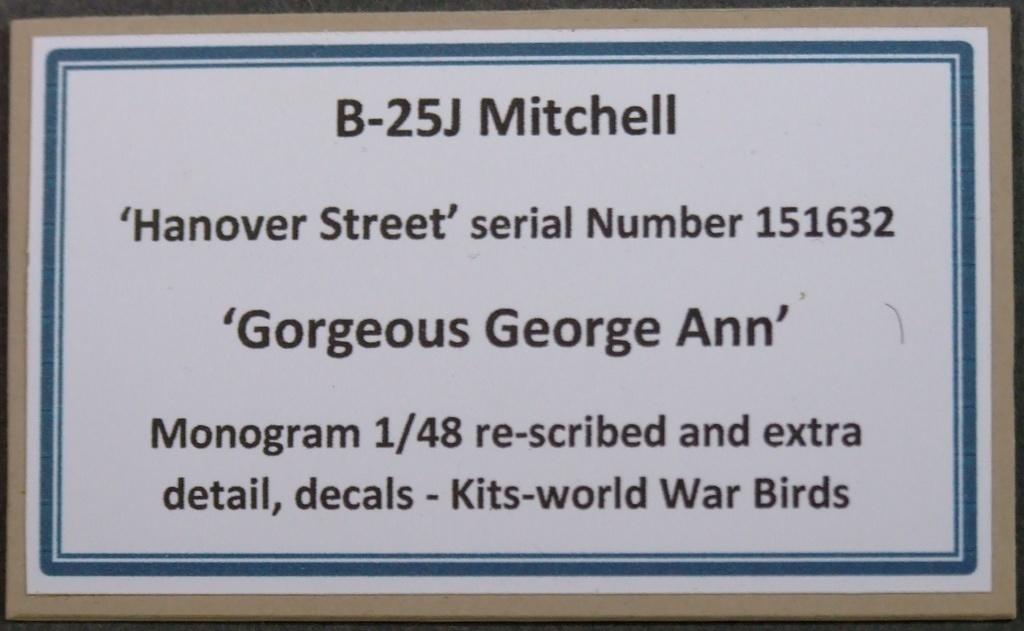 B-25J Mitchell
‘Hanover Street’ serial Number 151632
‘Gorgeous George Ann’
Monogram 1/48 re-scribed and extra
detail, decals - Kits-world War Birds